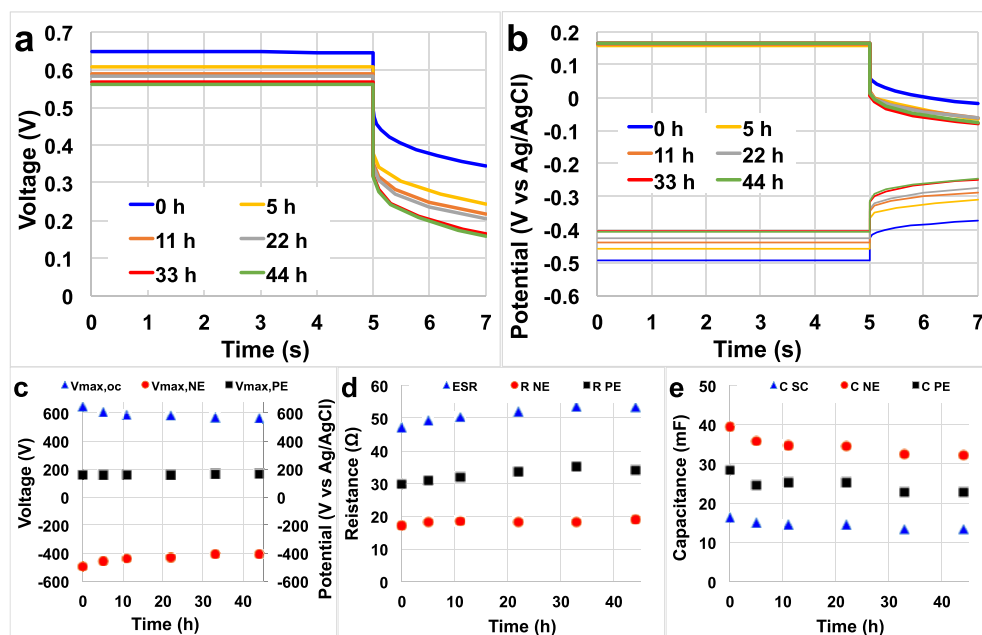 a
Voltage (V)
0.7
0.6
0.5
0.4
0.3
0.2
0.1
0
0 h 5 h
11 h 22 h
33 h 44 h
0 1 2 3 4 5 6 7
Time (s)
b
Potential (V vs Ag/AgCl)
0.2
0.1
0
-0.1
-0.2
-0.3
-0.4
-0.5
-0.6
0 h 5 h
11 h 22 h
33 h 44 h
0 1 2 3 4 5 6 7
Time (s)
c
Vmax,oc Vmax,NE Vmax,PE
Voltage (V)
600
400
200
0
-200
-400
-600
Potential (V vs Ag/AgCl)
600
400
200
0
-200
-400
-600
0 10 20 30 40
Time (h)
d
ESR R NE R PE
Reistance (Ω)
60
50
40
30
20
10
0
0 10 20 30 40
Time (h)
e
C SC C NE C PE
Capacitance (mF)
50
40
30
20
10
0
0 10 20 30 40
Time (h)